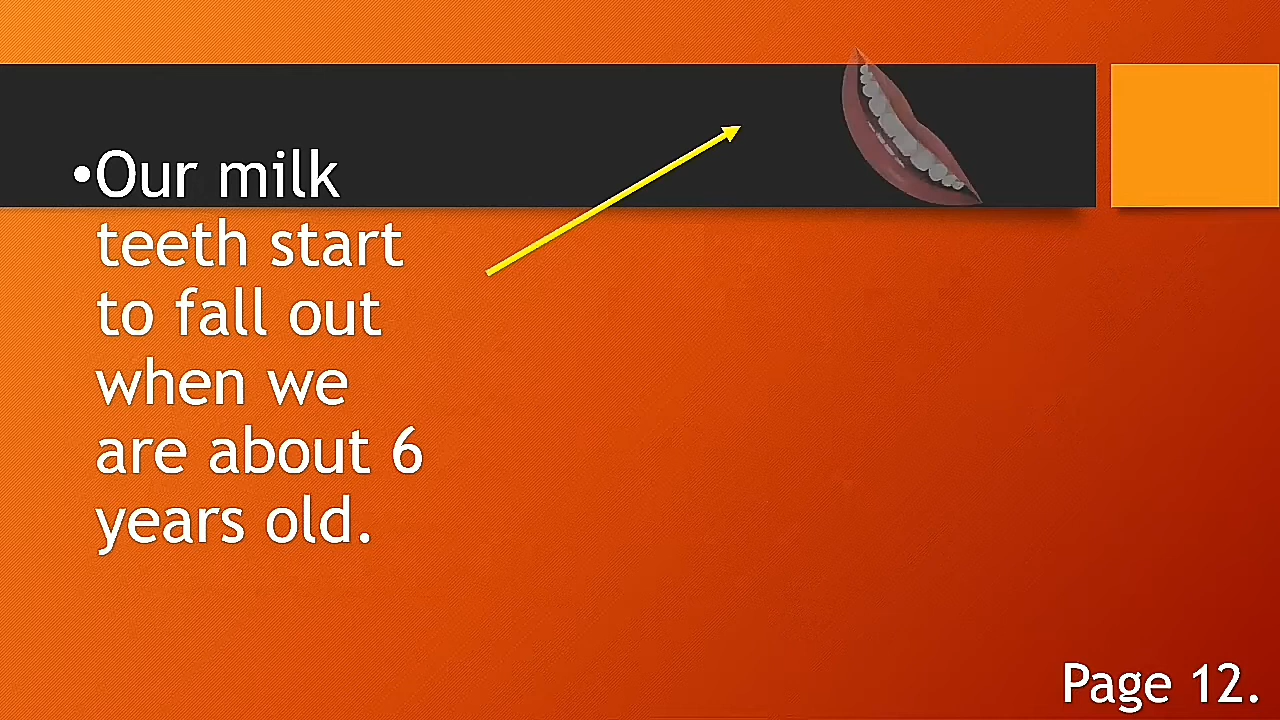 •Our milk
teeth start
to fall out
when we
are about 6
years old.
Page 12.